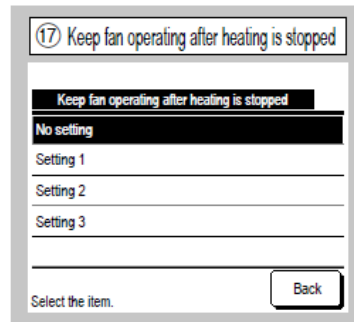 ⑰ Keep fan operating after heating is stopped
Keep fan operating after heating is stopped
No setting
Setting 1
Setting 2
Setting 3
Back
Select the item.